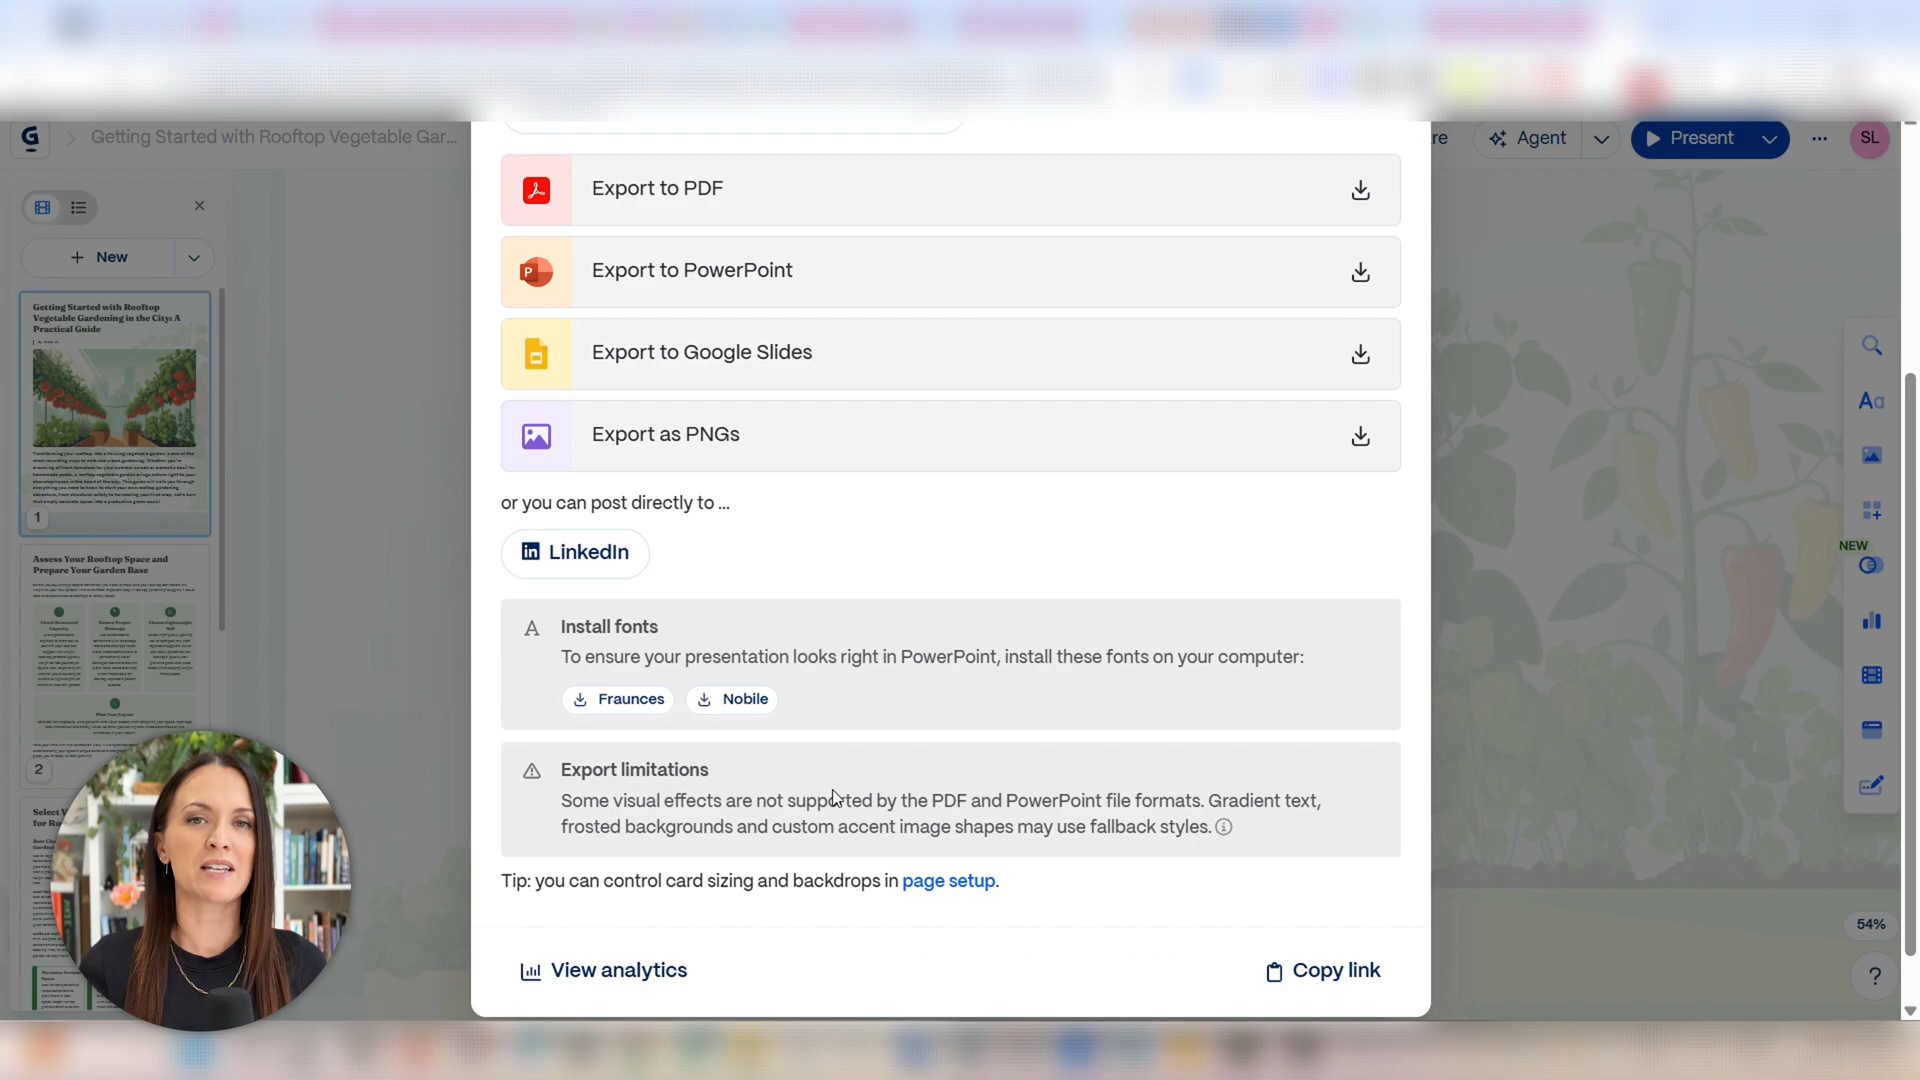 Getting Started with Rooftop Vegetable Gar...
re
Agent
Present
SL
New
Getting Started with Rooftop
Vegetable Gardening in the City: A
Practical Guide
1
Assess Your Rooftop Space and
Prepare Your Garden Base
2
Select V
for Ro
Export to PDF
Export to PowerPoint
Export to Google Slides
Export as PNGs
or you can post directly to ...
LinkedIn
Install fonts
To ensure your presentation looks right in PowerPoint, install these fonts on your computer:
Fraunces
Nobile
Export limitations
Some visual effects are not supported by the PDF and PowerPoint file formats. Gradient text,
frosted backgrounds and custom accent image shapes may use fallback styles.
Tip: you can control card sizing and backdrops in page setup.
View analytics
Copy link
Aa
NEW
54%
?